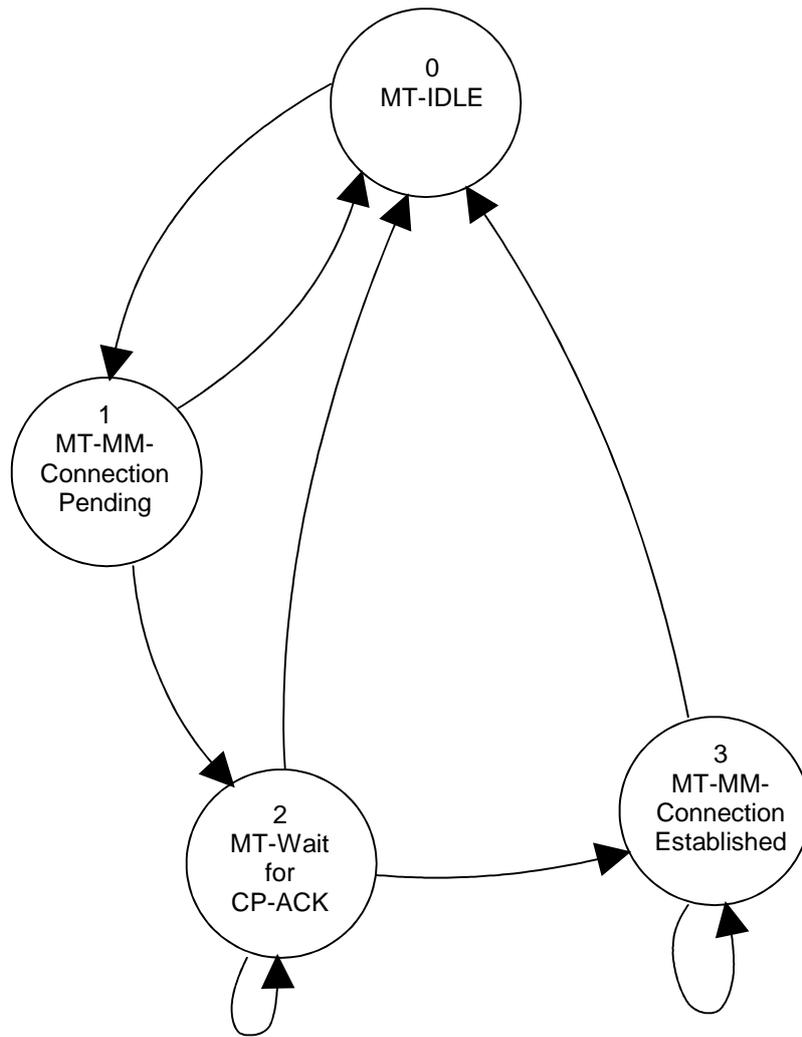 0
MT-IDLE
1
MT-MM-
Connection
Pending
2
MT-Wait
for
CP-ACK
3
MT-MM-
Connection
Established